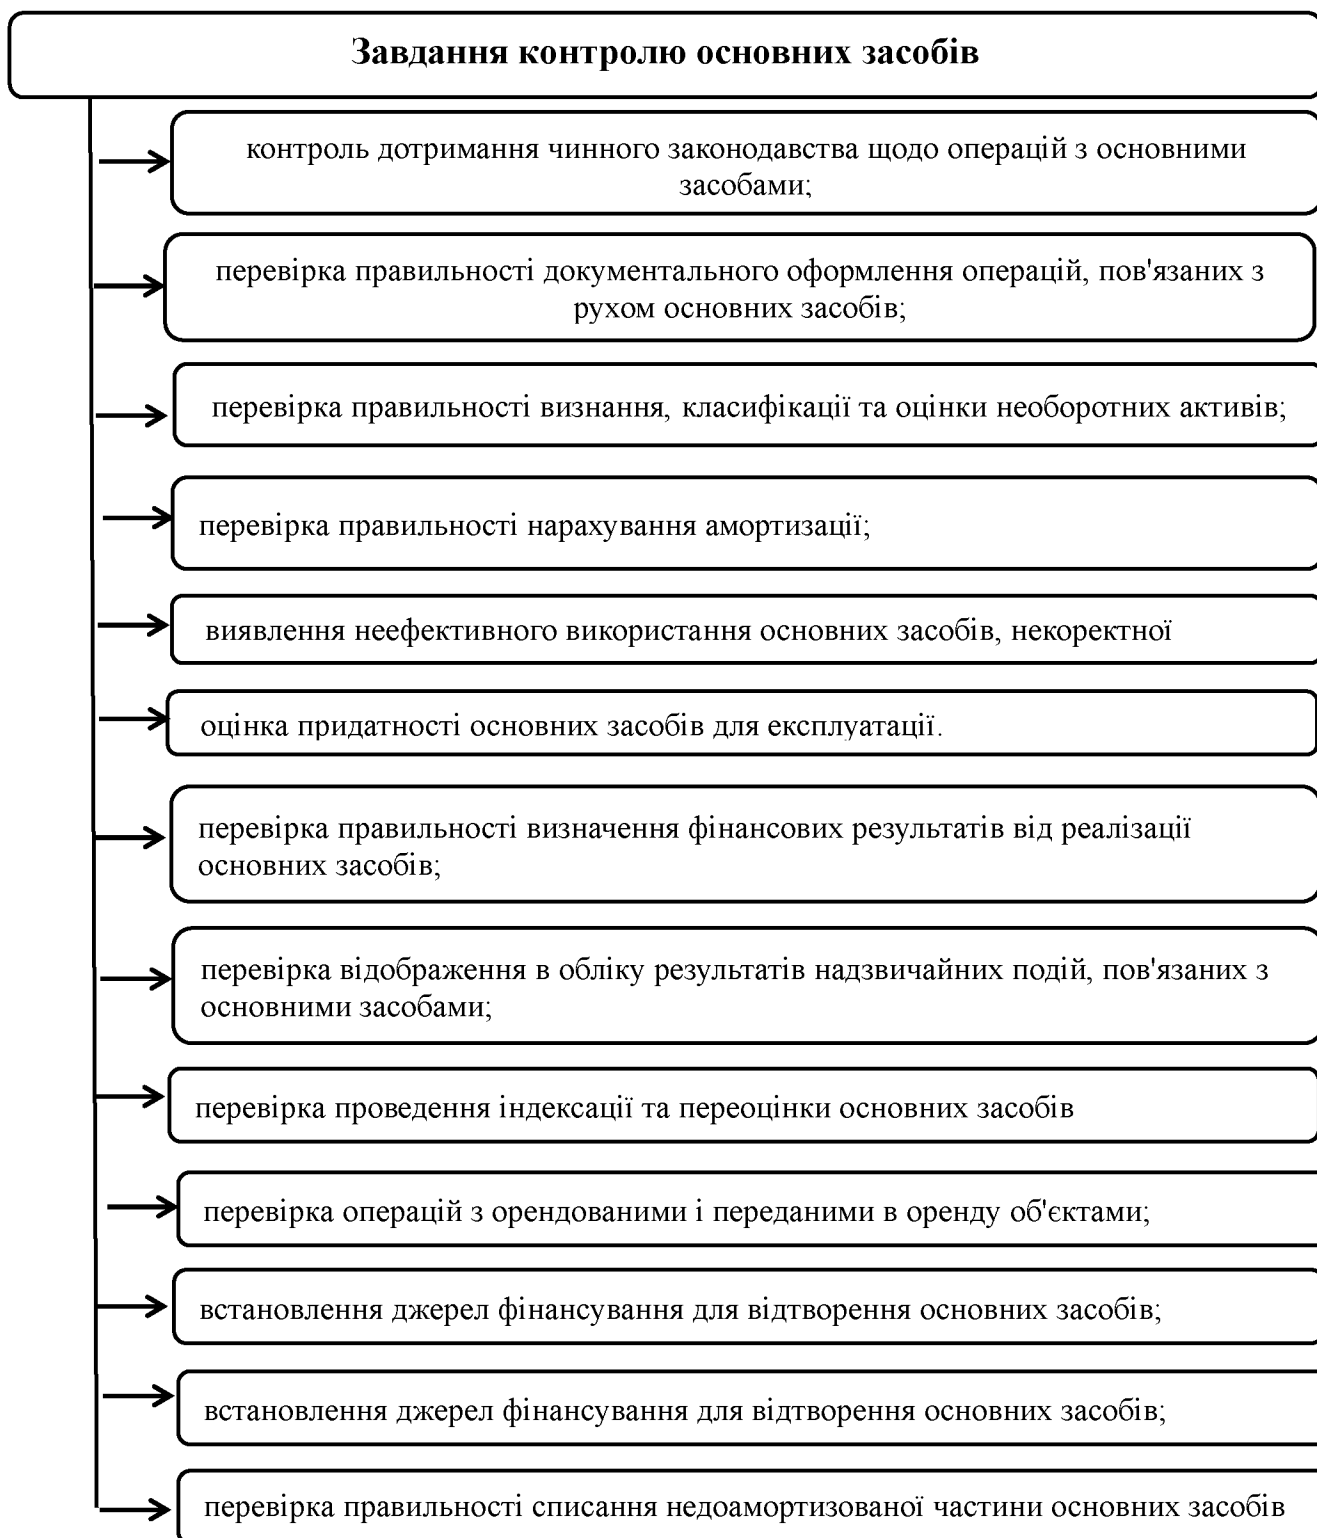 Завдання контролю основних засобів
контроль дотримання чинного законодавства щодо операцій з основними
засобами;
перевірка правильності документального оформлення операцій, пов'язаних з
рухом основних засобів;
перевірка правильності визнання, класифікації та оцінки необоротних активів;
перевірка правильності нарахування амортизації;
виявлення неефективного використання основних засобів, некоректної
оцінка придатності основних засобів для експлуатації.
перевірка правильності визначення фінансових результатів від реалізації
основних засобів;
перевірка відображення в обліку результатів надзвичайних подій, пов'язаних з
основними засобами;
перевірка проведення індексації та переоцінки основних засобів
перевірка операцій з орендованими і переданими в оренду об'єктами;
встановлення джерел фінансування для відтворення основних засобів;
встановлення джерел фінансування для відтворення основних засобів;
перевірка правильності списання недоамортизованої частини основних засобів